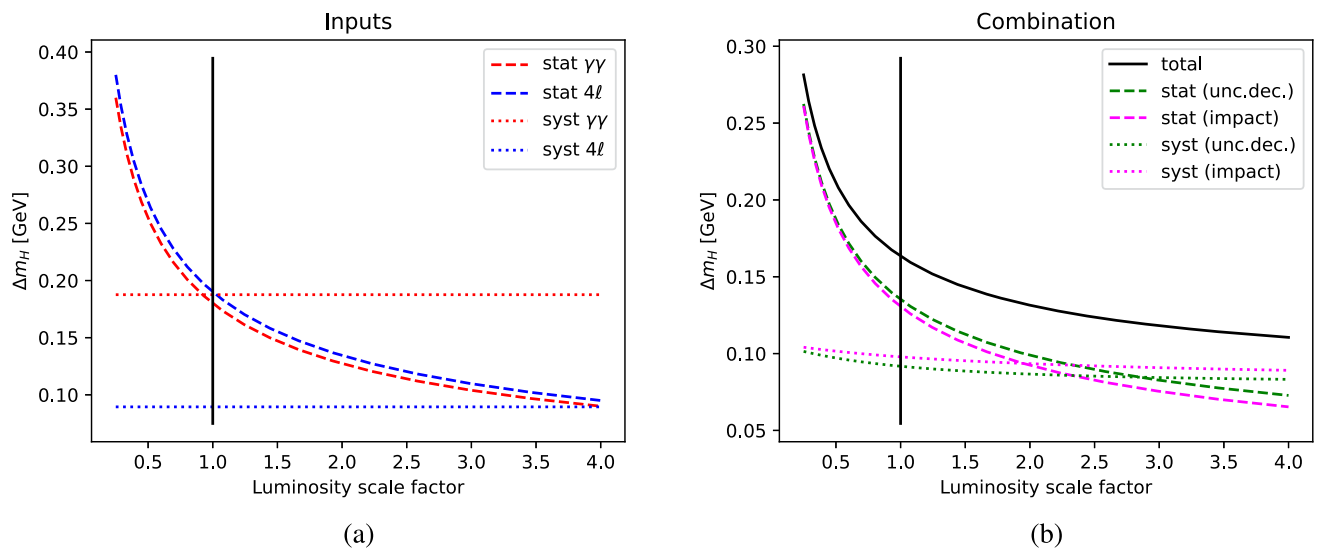 Inputs
0.40
0.35
0.30
0.25
0.20
0.15
0.10
Δm_H [GeV]
stat γγ
stat 4ℓ
syst γγ
syst 4ℓ
0.5 1.0 1.5 2.0 2.5 3.0 3.5 4.0
Luminosity scale factor
(a)
Combination
0.30
0.25
0.20
0.15
0.10
0.05
Δm_H [GeV]
total
stat (unc.dec.)
stat (impact)
syst (unc.dec.)
syst (impact)
0.5 1.0 1.5 2.0 2.5 3.0 3.5 4.0
Luminosity scale factor
(b)